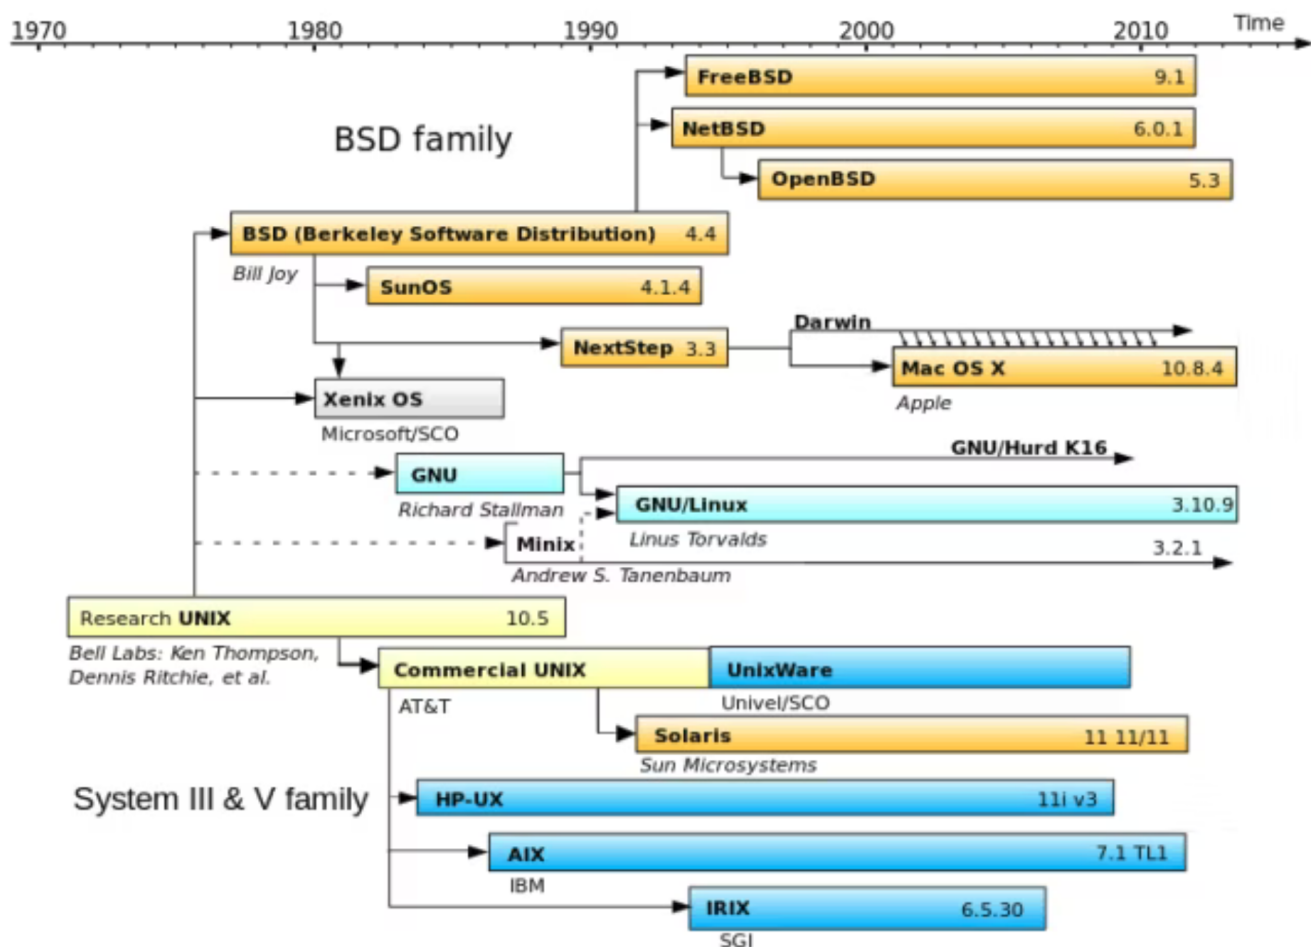 1970 1980 1990 2000 2010 Time
FreeBSD 9.1
BSD family
NetBSD 6.0.1
OpenBSD 5.3
BSD (Berkeley Software Distribution) 4.4
Bill Joy
SunOS 4.1.4
Darwin
NextStep 3.3
Mac OS X 10.8.4
Apple
Xenix OS
Microsoft/SCO
GNU/Hurd K16
GNU
GNU/Linux 3.10.9
Richard Stallman
Linus Torvalds
Minix 3.2.1
Andrew S. Tanenbaum
Research UNIX 10.5
Bell Labs: Ken Thompson,
Dennis Ritchie, et al.
Commercial UNIX UnixWare
AT&T Univel/SCO
Solaris 11 11/11
Sun Microsystems
System III & V family
HP-UX 11i v3
AIX 7.1 TL1
IBM
IRIX 6.5.30
SGI